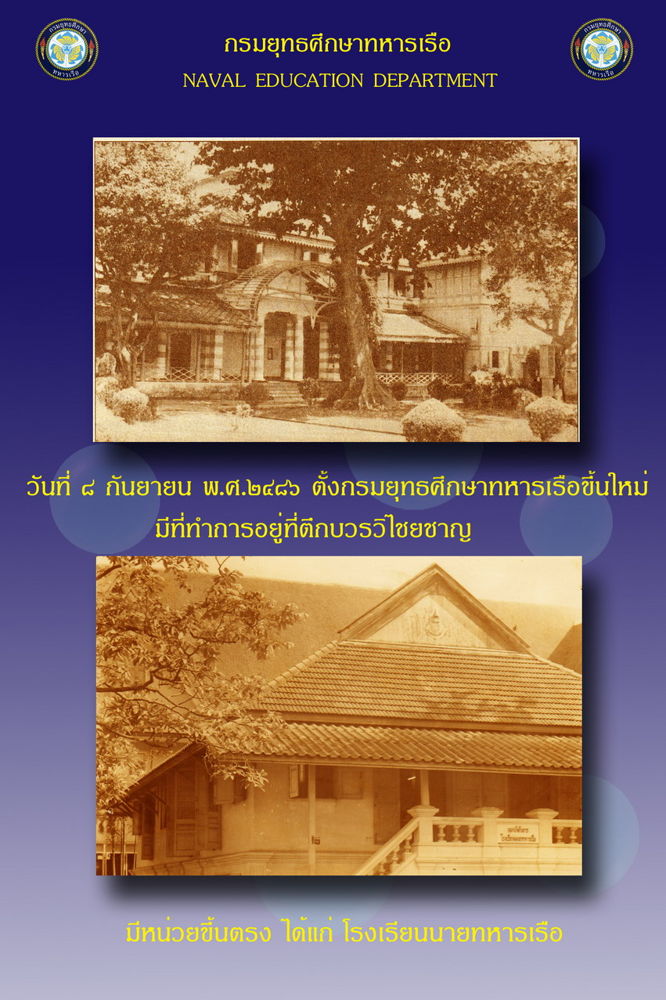 กรมยุทธศึกษา
ทหารเรือ
กรมยุทธศึกษาทหารเรือ
NAVAL EDUCATION DEPARTMENT
กรมยุทธศึกษา
ทหารเรือ
วันที่ ๘ กันยายน พ.ศ.๒๔๘๖ ตั้งกรมยุทธศึกษาทหารเรือขึ้นใหม่
มีที่ทำการอยู่ที่ตึกบวรวิไชยชาญ
มีหน่วยขึ้นตรง ได้แก่ โรงเรียนนายทหารเรือ